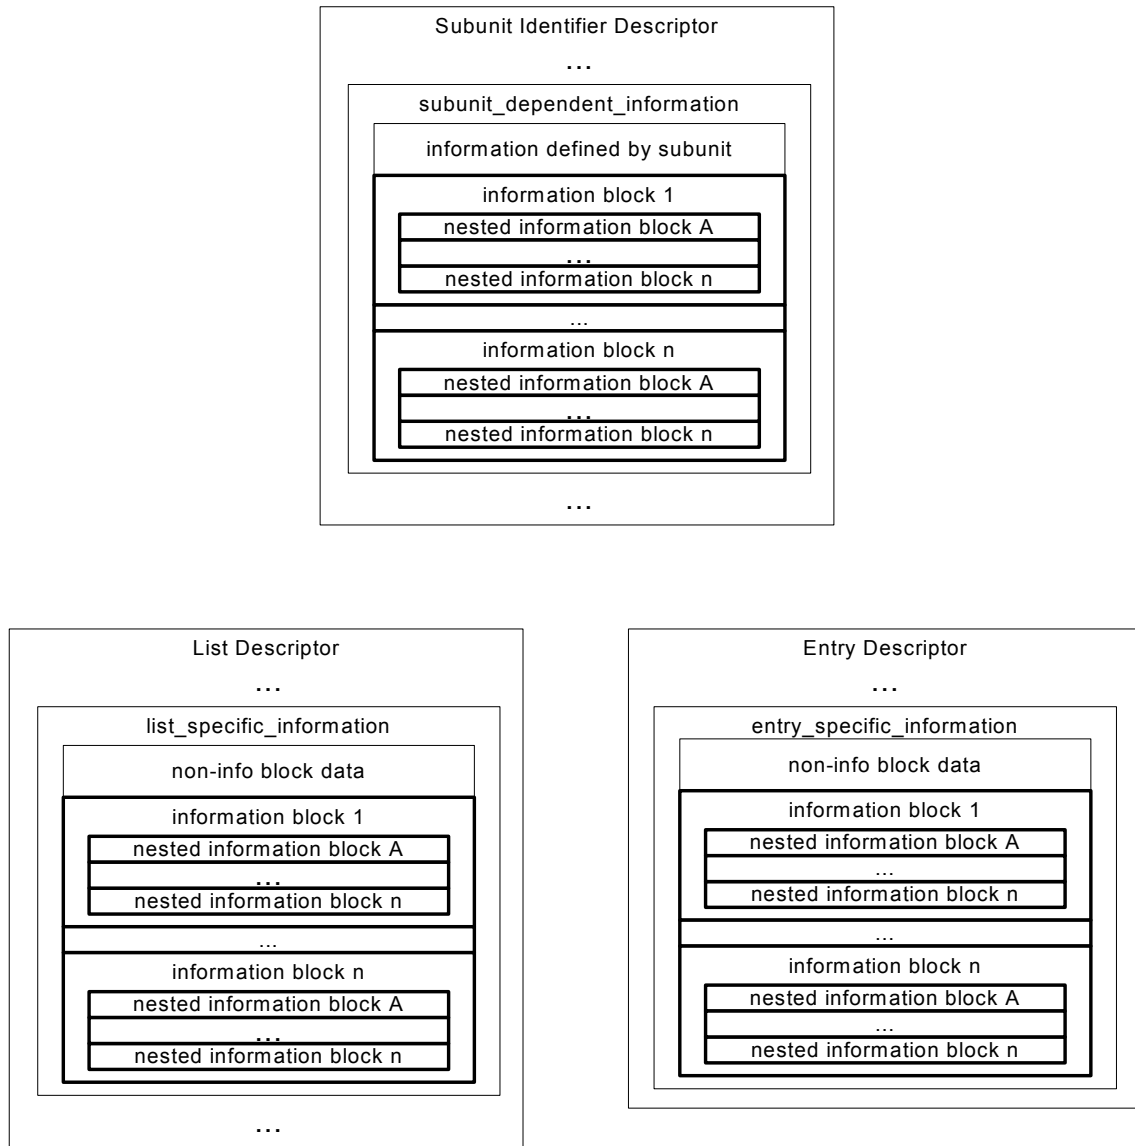 Subunit Identifier Descriptor
...
subunit_dependent_information
information defined by subunit
information block 1
nested information block A
...
nested information block n
...
information block n
nested information block A
...
nested information block n
...
List Descriptor
...
list_specific_information
non-info block data
information block 1
nested information block A
...
nested information block n
...
information block n
nested information block A
...
nested information block n
...
Entry Descriptor
...
entry_specific_information
non-info block data
information block 1
nested information block A
...
nested information block n
...
information block n
nested information block A
...
nested information block n